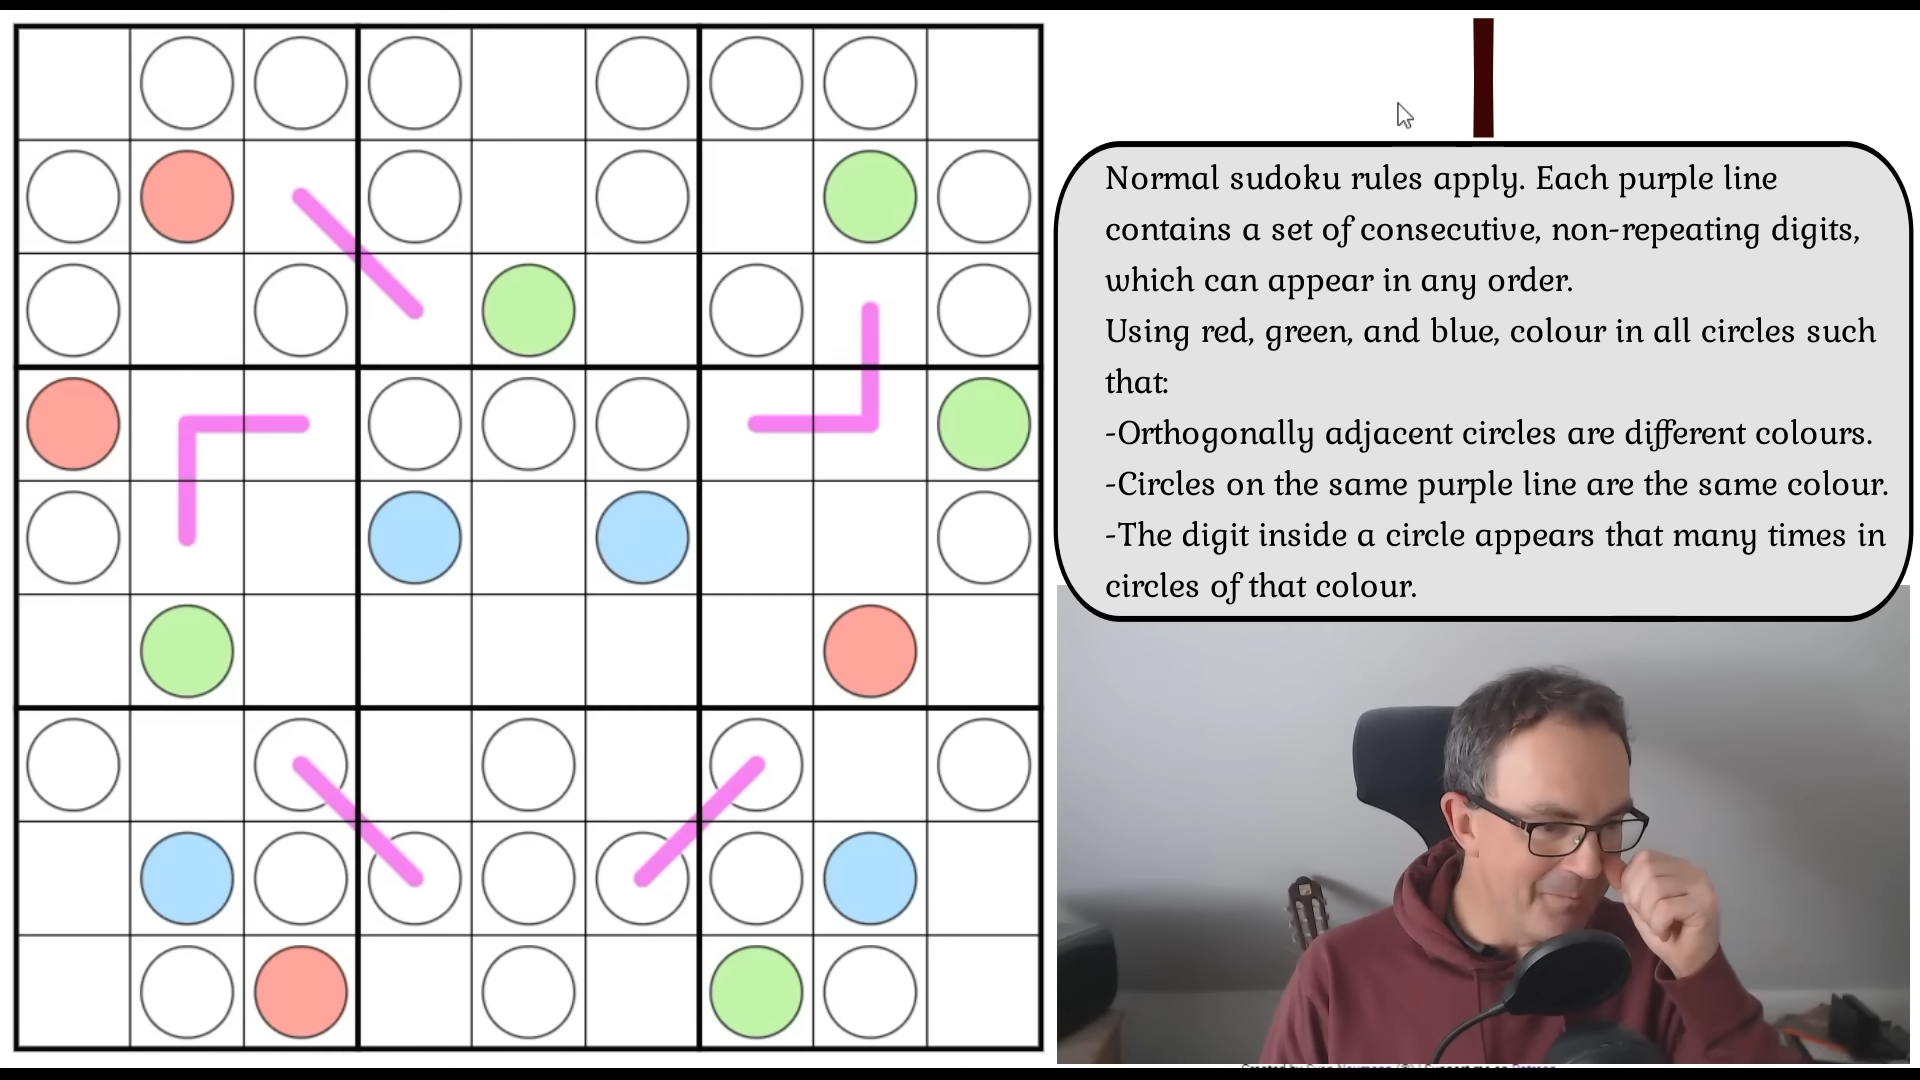 Normal sudoku rules apply. Each purple line
contains a set of consecutive, non-repeating digits,
which can appear in any order.
Using red, green, and blue, colour in all circles such
that:
-Orthogonally adjacent circles are different colours.
-Circles on the same purple line are the same colour.
-The digit inside a circle appears that many times in
circles of that colour.